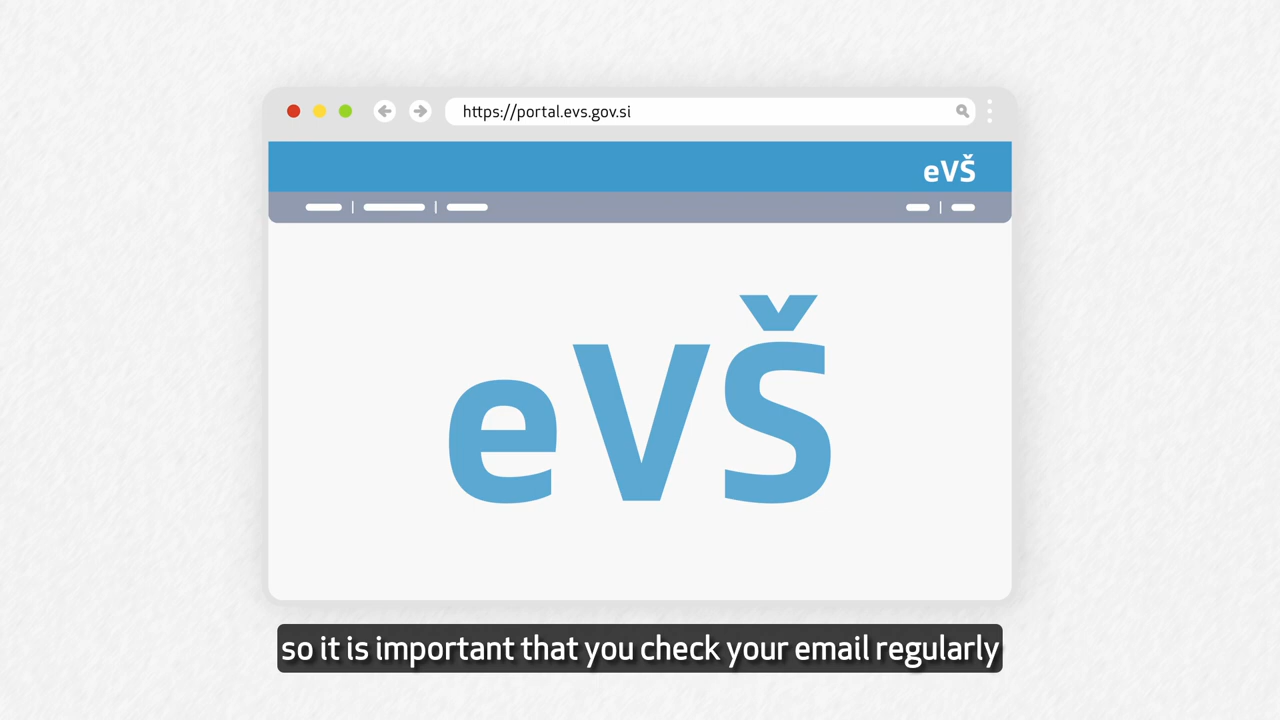 https://portal.evs.gov.si
eVŠ
eVŠ
so it is important that you check your email regularly